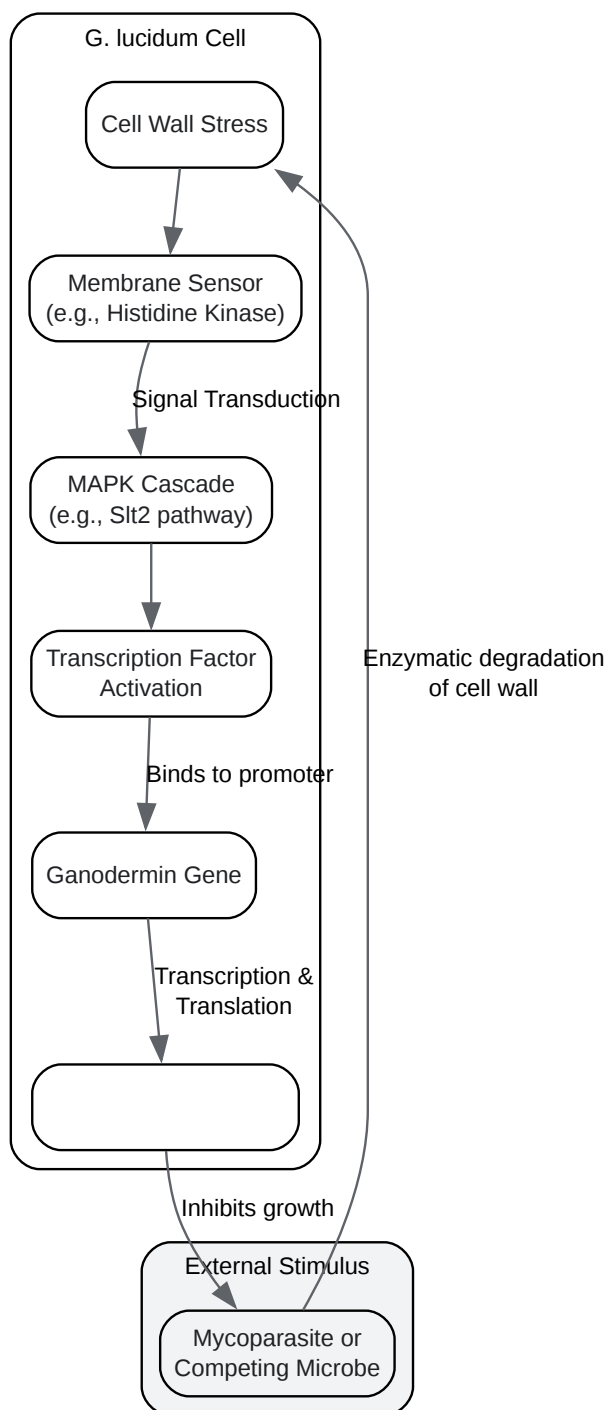 G. lucidum Cell
Cell Wall Stress
Membrane Sensor
(e.g., Histidine Kinase)
Signal Transduction
MAPK Cascade
(e.g., Slt2 pathway)
Transcription Factor
Activation
Enzymatic degradation
of cell wall
Binds to promoter
Ganodermin Gene
Transcription &
Translation
Inhibits growth
External Stimulus
Mycoparasite or
Competing Microbe